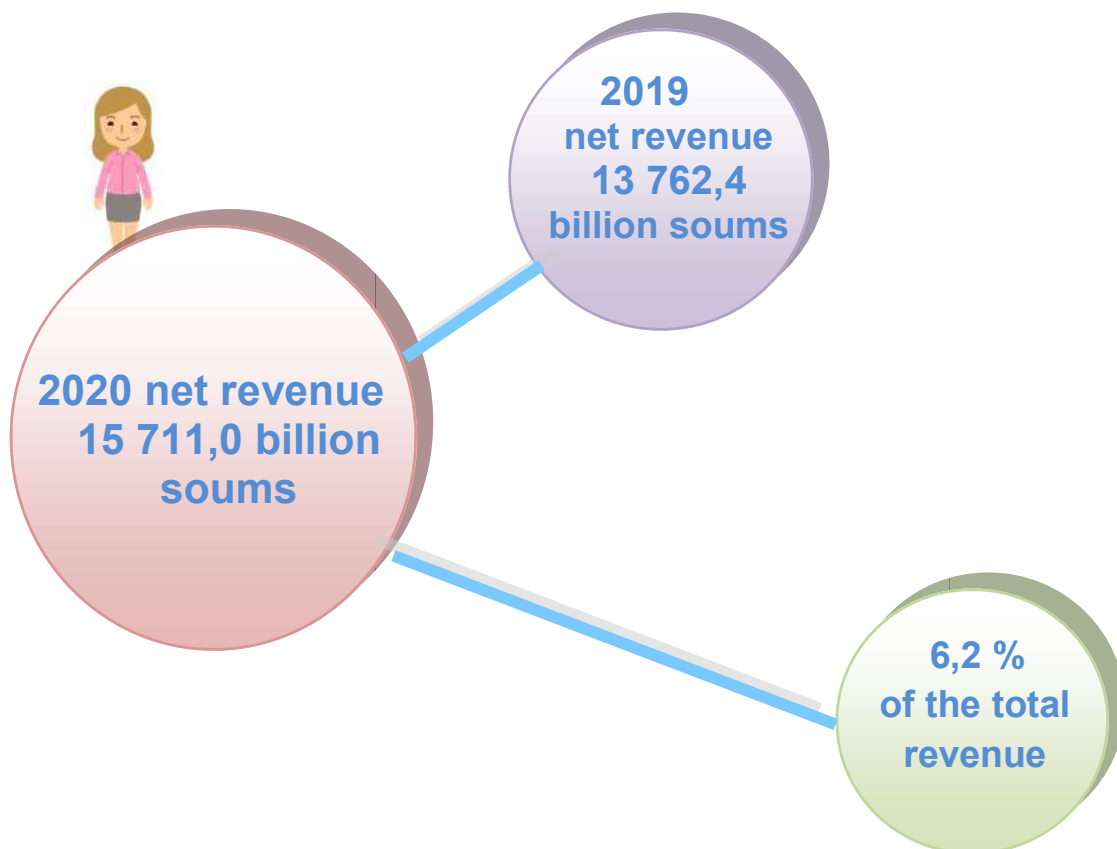 2019
net revenue
13 762,4
billion soums
2020 net revenue
15 711,0 billion
soums
6,2 %
of the total
revenue